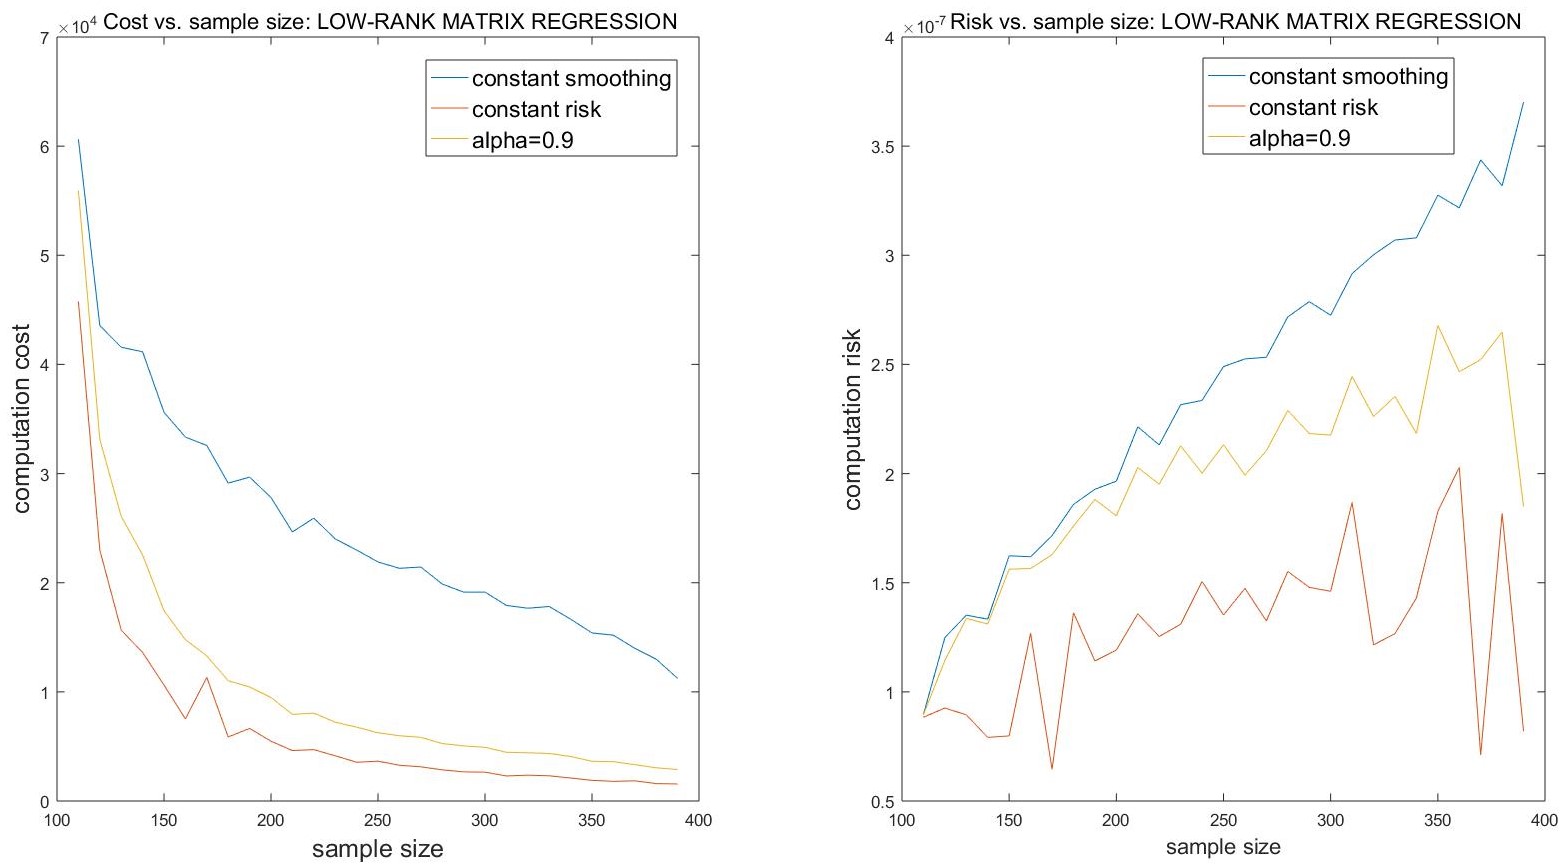 ×10⁴ Cost vs. sample size: LOW-RANK MATRIX REGRESSION
7
6
5
4
3
2
1
0
computation cost
constant smoothing
constant risk
alpha=0.9
100 150 200 250 300 350 400
sample size
×10⁻⁷ Risk vs. sample size: LOW-RANK MATRIX REGRESSION
4
3.5
3
2.5
2
1.5
1
0.5
computation risk
constant smoothing
constant risk
alpha=0.9
100 150 200 250 300 350 400
sample size